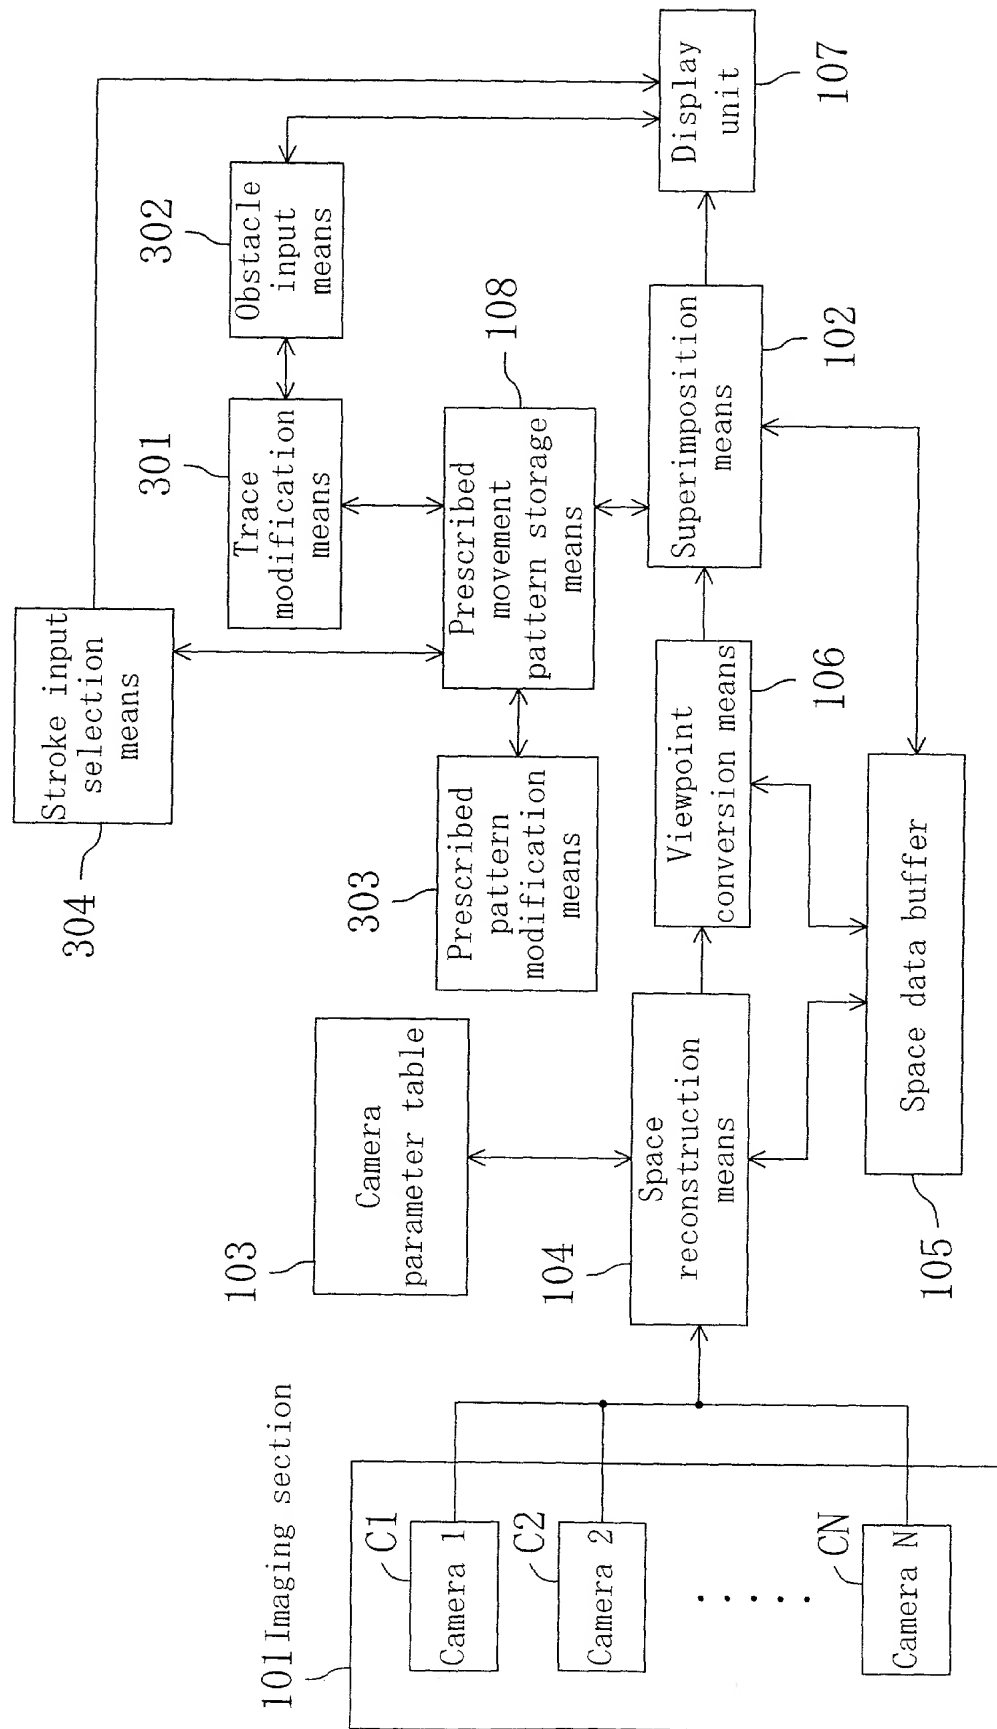 101 Imaging section
C1
Camera 1
C2
Camera 2
CN
Camera N
103
Camera
parameter table
104
Space
reconstruction
means
105
Space data buffer
304
Stroke input
selection
means
303
Prescribed
pattern
modification
means
301
Trace
modification
means
302
Obstacle
input
means
108
Prescribed
movement
pattern storage
means
Viewpoint
conversion means
106
Superimposition
means
102
Display
unit
107